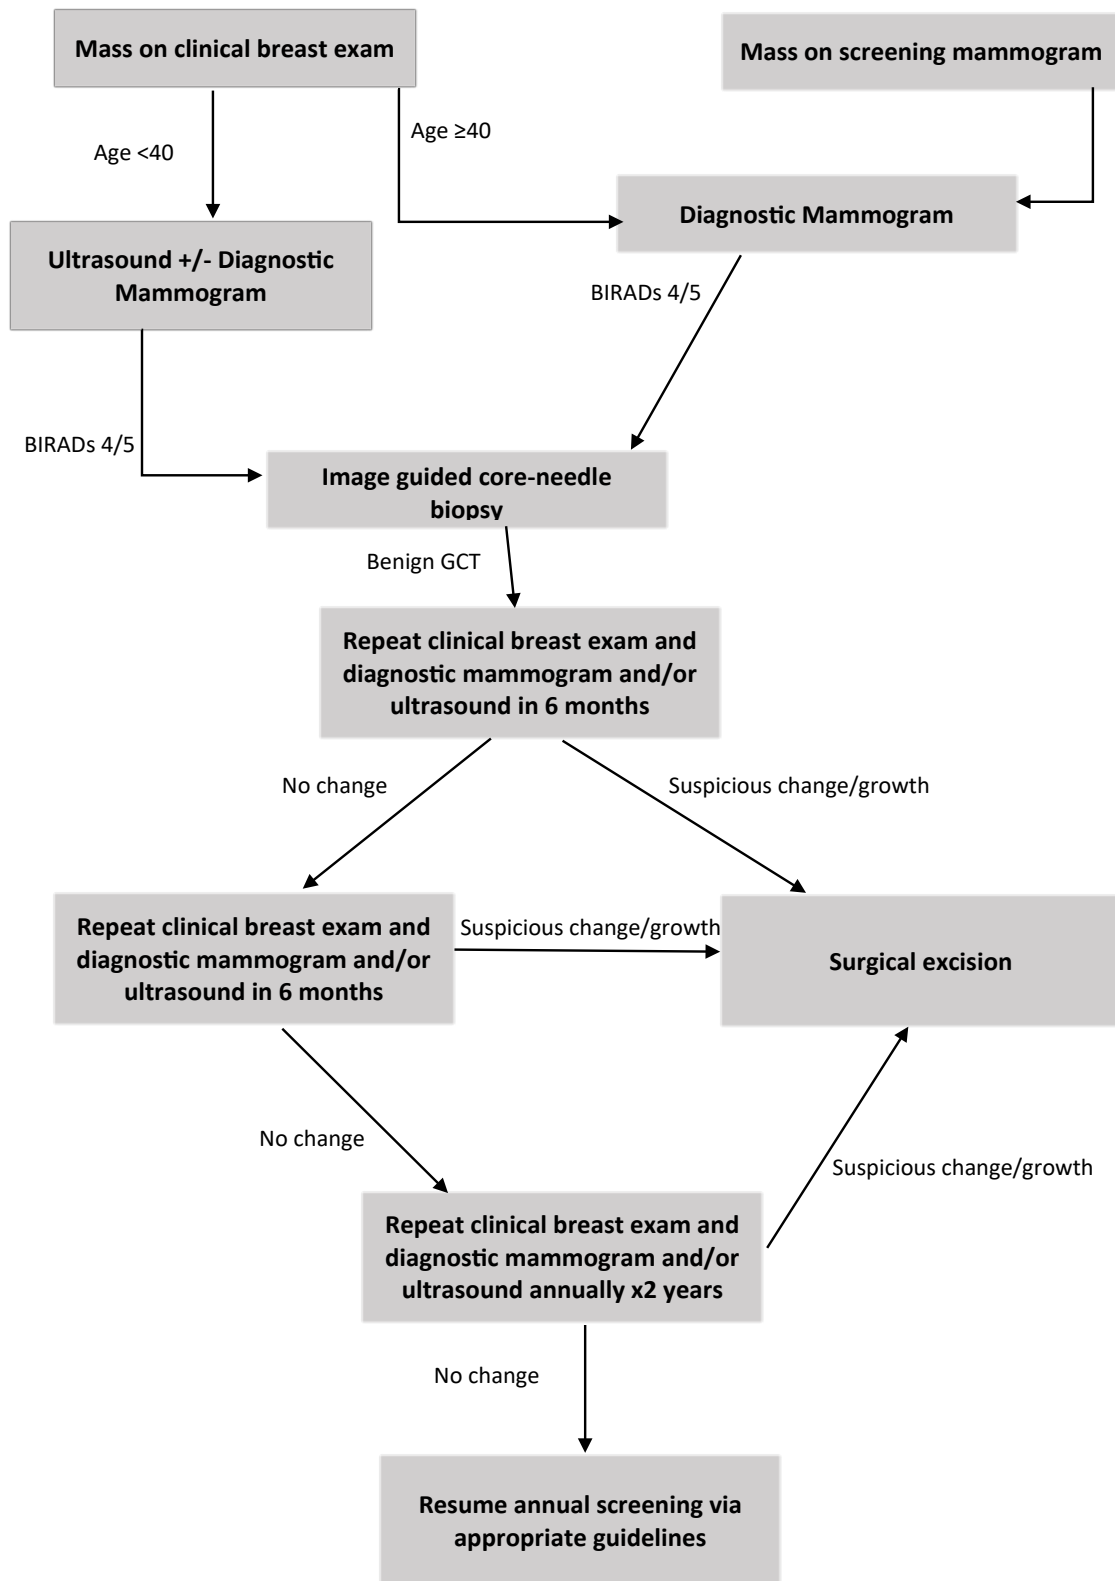 Mass on clinical breast exam
Mass on screening mammogram
Age <40
Age ≥40
Ultrasound +/- Diagnostic
Mammogram
Diagnostic Mammogram
BIRADs 4/5
BIRADs 4/5
Image guided core-needle
biopsy
Benign GCT
Repeat clinical breast exam and
diagnostic mammogram and/or
ultrasound in 6 months
No change
Suspicious change/growth
Repeat clinical breast exam and
diagnostic mammogram and/or
ultrasound in 6 months
Suspicious change/growth
Surgical excision
No change
Suspicious change/growth
Repeat clinical breast exam and
diagnostic mammogram and/or
ultrasound annually x2 years
No change
Resume annual screening via
appropriate guidelines